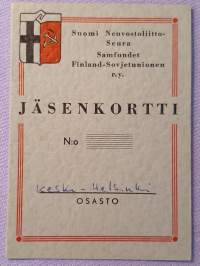 Suomi Neuvostoliitto-
Seura
Samfundet
Finland-Sovjetunionen
r.y.
JÄSENKORTTI
N:o
Keski-Helsinki
OSASTO